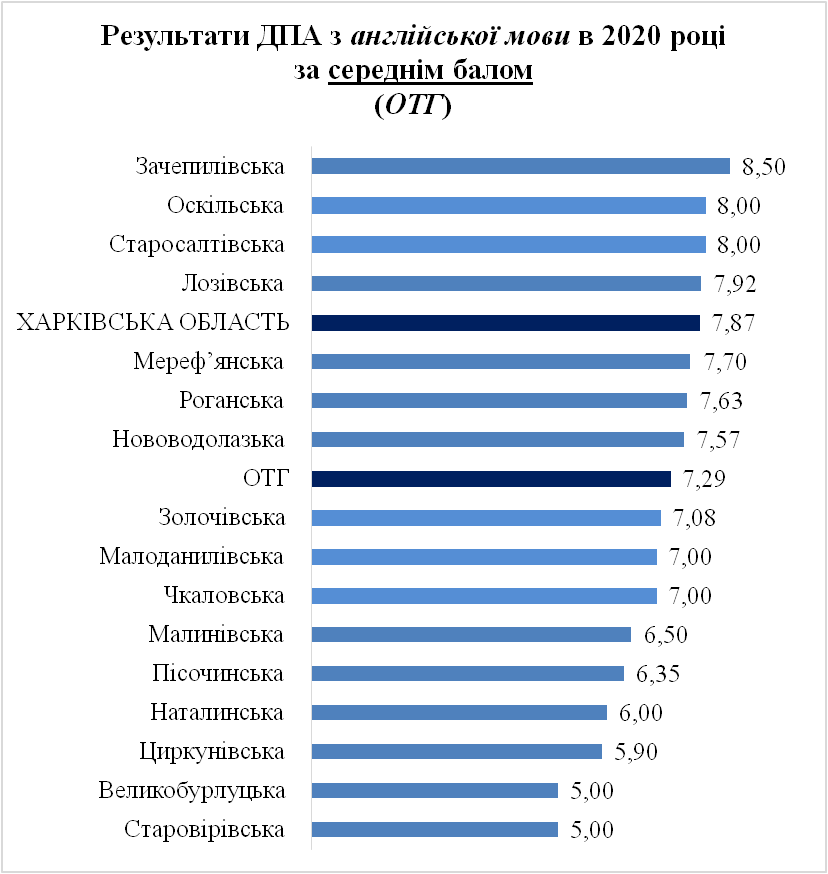 Результати ДПА з англійської мови в 2020 році
за середнім балом
(ОТГ)
Зачепилівська 8,50
Оскільська 8,00
Старосалтівська 8,00
Лозівська 7,92
ХАРКІВСЬКА ОБЛАСТЬ 7,87
Мереф’янська 7,70
Роганська 7,63
Нововодолазька 7,57
ОТГ 7,29
Золочівська 7,08
Малоданилівська 7,00
Чкаловська 7,00
Малинівська 6,50
Пісочинська 6,35
Наталинська 6,00
Циркунівська 5,90
Великобурлуцька 5,00
Старовірівська 5,00